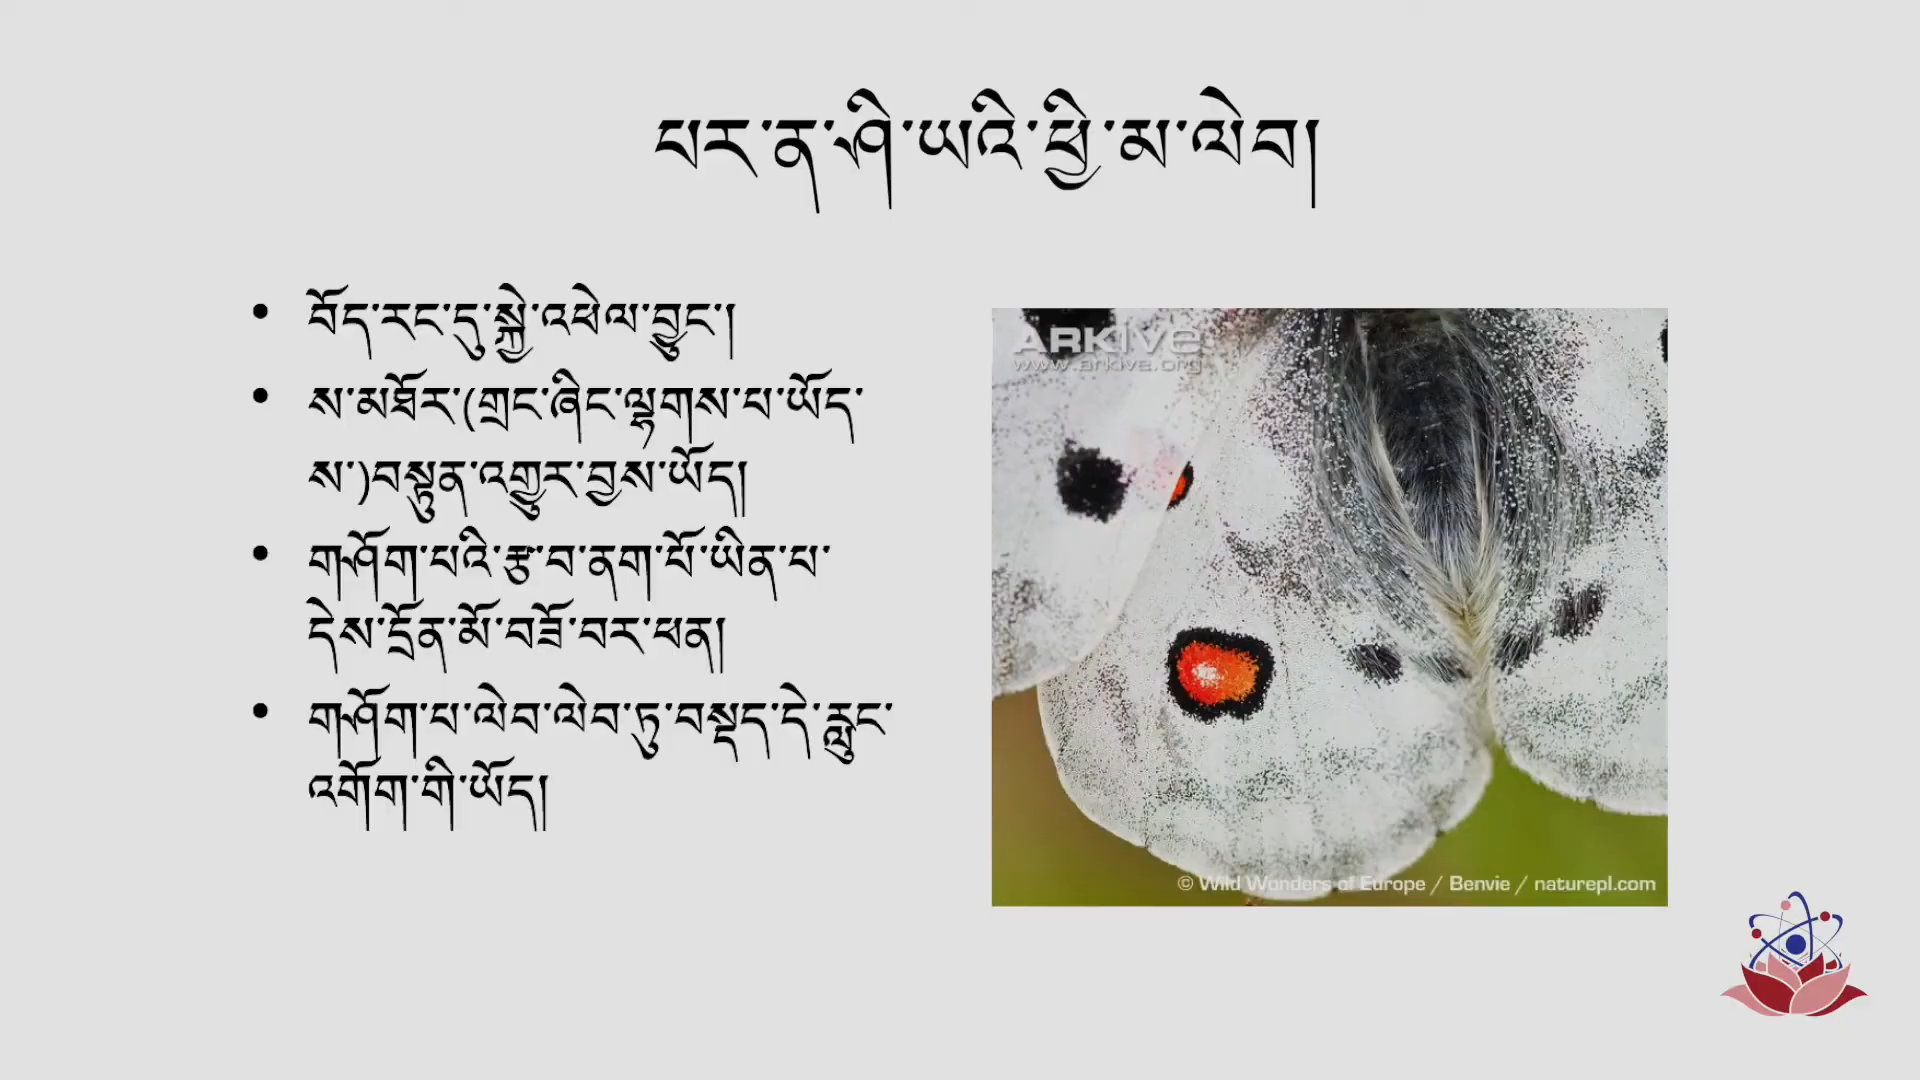 པར་ན་ཤི་ཡའི་ཕྱི་མ་ལེབ།
• བོད་རང་དུ་སྐྱེ་འཕེལ་བྱུང་།
• ས་མཐོར་(གྲང་ཞིང་ལྷགས་པ་ཡོད་
ས་)བསྟུན་འགྱུར་བྱས་ཡོད།
• གཤོག་པའི་རྩ་བ་ནག་པོ་ཡིན་པ་
དེས་དྲོན་མོ་བཟོ་བར་ཕན།
• གཤོག་པ་ལེབ་ལེབ་ཏུ་བསྡད་དེ་རླུང་
འགོག་གི་ཡོད།
ARKIVE
www.arkive.org
© Wild Wonders of Europe / Benvie / naturepl.com